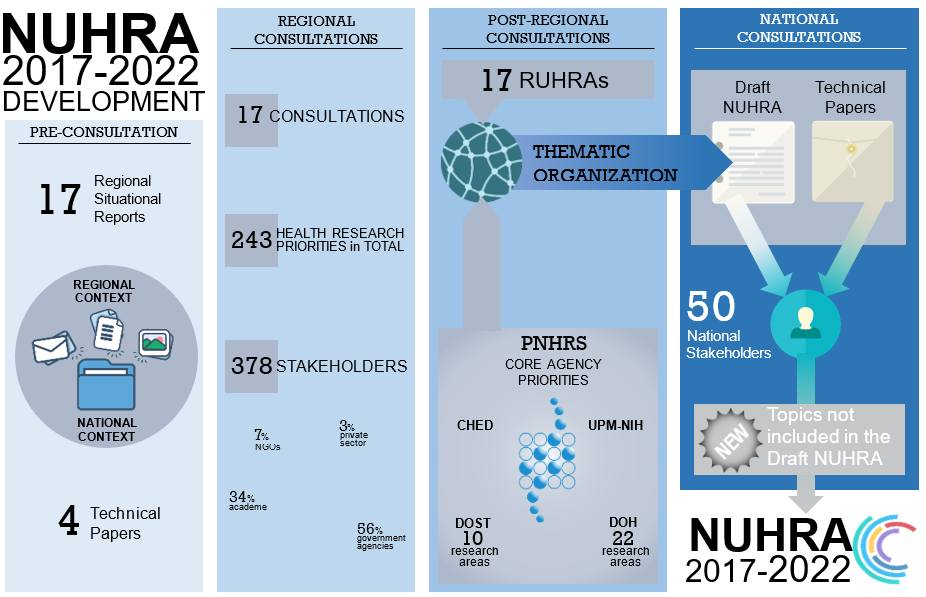 NUHRA
2017-2022
DEVELOPMENT
PRE-CONSULTATION
17
Regional
Situational
Reports
REGIONAL
CONTEXT
NATIONAL
CONTEXT
4
Technical
Papers
REGIONAL
CONSULTATIONS
17 CONSULTATIONS
243 HEALTH RESEARCH
PRIORITIES in TOTAL
378 STAKEHOLDERS
7%
NGOs
3%
private
sector
34%
academe
56%
government
agencies
POST-REGIONAL
CONSULTATIONS
17 RUHRAs
THEMATIC
ORGANIZATION
PNHRS
CORE AGENCY
PRIORITIES
CHED
UPM-NIH
DOST
10
research
areas
DOH
22
research
areas
NATIONAL
CONSULTATIONS
Draft
NUHRA
Technical
Papers
50
National
Stakeholders
NEW
Topics not
included in the
Draft NUHRA
NUHRA
2017-2022